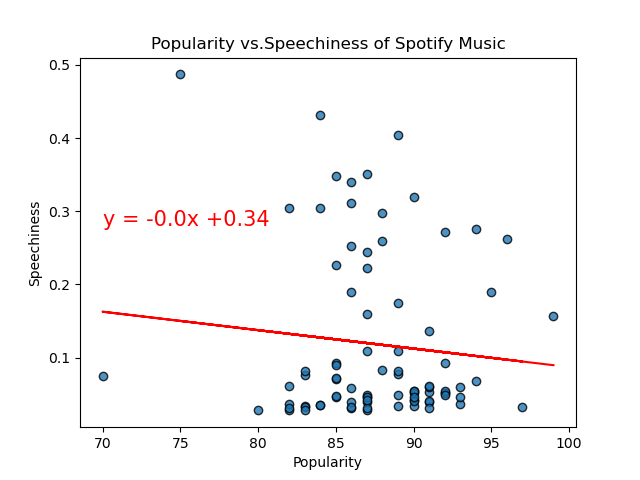 Popularity vs.Speechiness of Spotify Music
0.5
0.4
0.3
0.2
0.1
Speechiness
y = -0.0x +0.34
70 75 80 85 90 95 100
Popularity